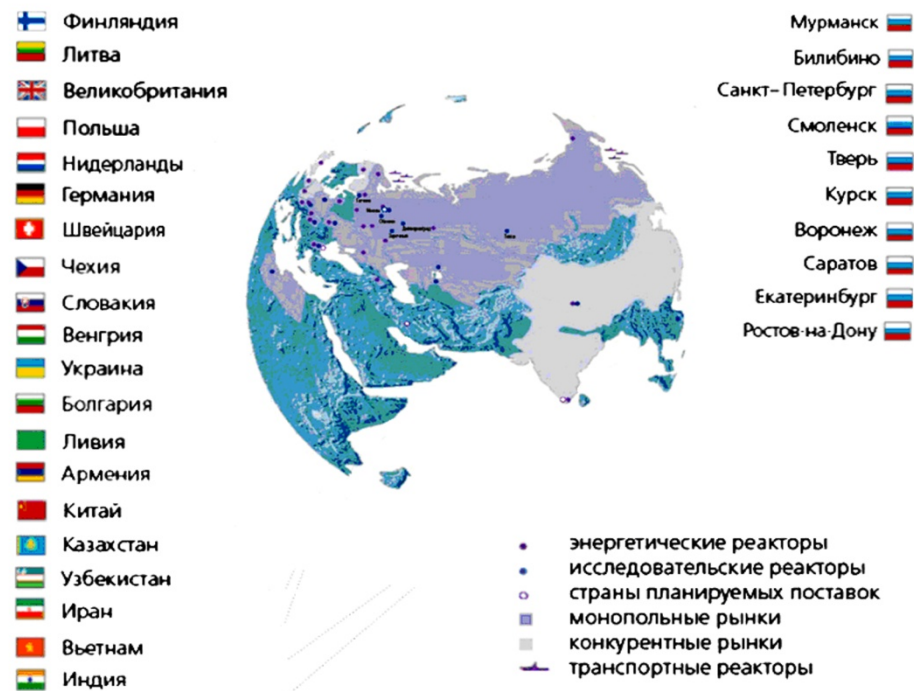 Финляндия
Литва
Великобритания
Польша
Нидерланды
Германия
Швейцария
Чехия
Словакия
Венгрия
Украина
Болгария
Ливия
Армения
Китай
Казахстан
Узбекистан
Иран
Вьетнам
Индия
Мурманск
Билибино
Санкт-Петербург
Смоленск
Тверь
Курск
Воронеж
Саратов
Екатеринбург
Ростов-на-Дону
энергетические реакторы
исследовательские реакторы
страны планируемых поставок
монопольные рынки
конкурентные рынки
транспортные реакторы